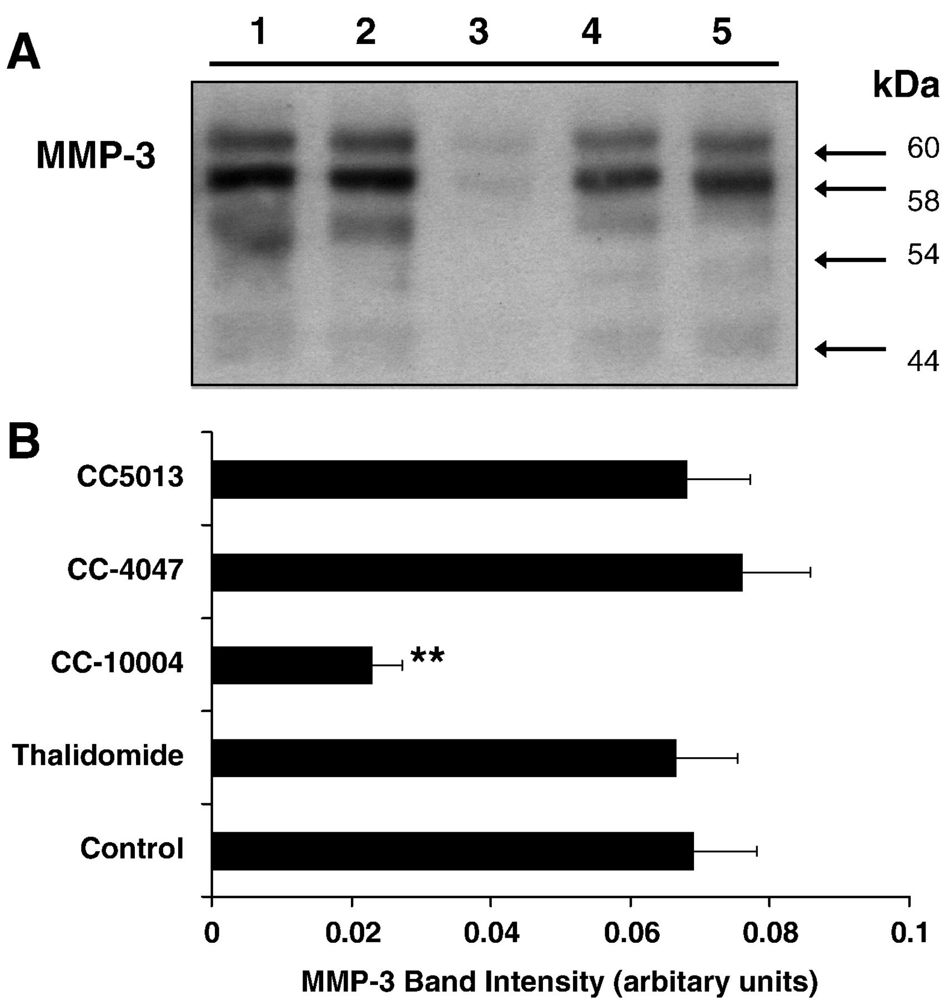 A
1 2 3 4 5
kDa
MMP-3
60
58
54
44
B
CC5013
CC-4047
CC-10004
**
Thalidomide
Control
0 0.02 0.04 0.06 0.08 0.1
MMP-3 Band Intensity (arbitary units)